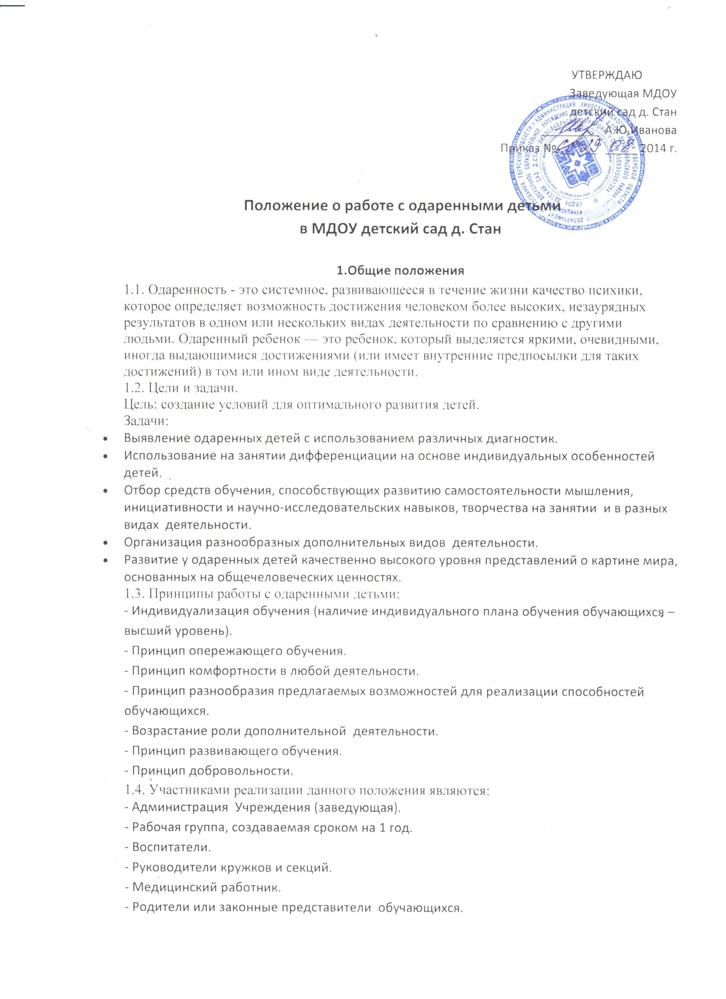 УТВЕРЖДАЮ
Заведующая МДОУ
детский сад д. Стан
А.Ю.Иванова
Приказ № "29" 08 2014 г.
Положение о работе с одаренными детьми
в МДОУ детский сад д. Стан
1.Общие положения
1.1. Одаренность - это системное, развивающееся в течение жизни качество психики,
которое определяет возможность достижения человеком более высоких, незаурядных
результатов в одном или нескольких видах деятельности по сравнению с другими
людьми. Одаренный ребенок — это ребенок, который выделяется яркими, очевидными,
иногда выдающимися достижениями (или имеет внутренние предпосылки для таких
достижений) в том или ином виде деятельности.
1.2. Цели и задачи.
Цель: создание условий для оптимального развития детей.
Задачи:
• Выявление одаренных детей с использованием различных диагностик.
• Использование на занятии дифференциации на основе индивидуальных особенностей
детей.
• Отбор средств обучения, способствующих развитию самостоятельности мышления,
инициативности и научно-исследовательских навыков, творчества на занятии и в разных
видах деятельности.
• Организация разнообразных дополнительных видов деятельности.
• Развитие у одаренных детей качественно высокого уровня представлений о картине мира,
основанных на общечеловеческих ценностях.
1.3. Принципы работы с одаренными детьми:
- Индивидуализация обучения (наличие индивидуального плана обучения обучающихся –
высший уровень).
- Принцип опережающего обучения.
- Принцип комфортности в любой деятельности.
- Принцип разнообразия предлагаемых возможностей для реализации способностей
обучающихся.
- Возрастание роли дополнительной деятельности.
- Принцип развивающего обучения.
- Принцип добровольности.
1.4. Участниками реализации данного положения являются:
- Администрация Учреждения (заведующая).
- Рабочая группа, создаваемая сроком на 1 год.
- Воспитатели.
- Руководители кружков и секций.
- Медицинский работник.
- Родители или законные представители обучающихся.